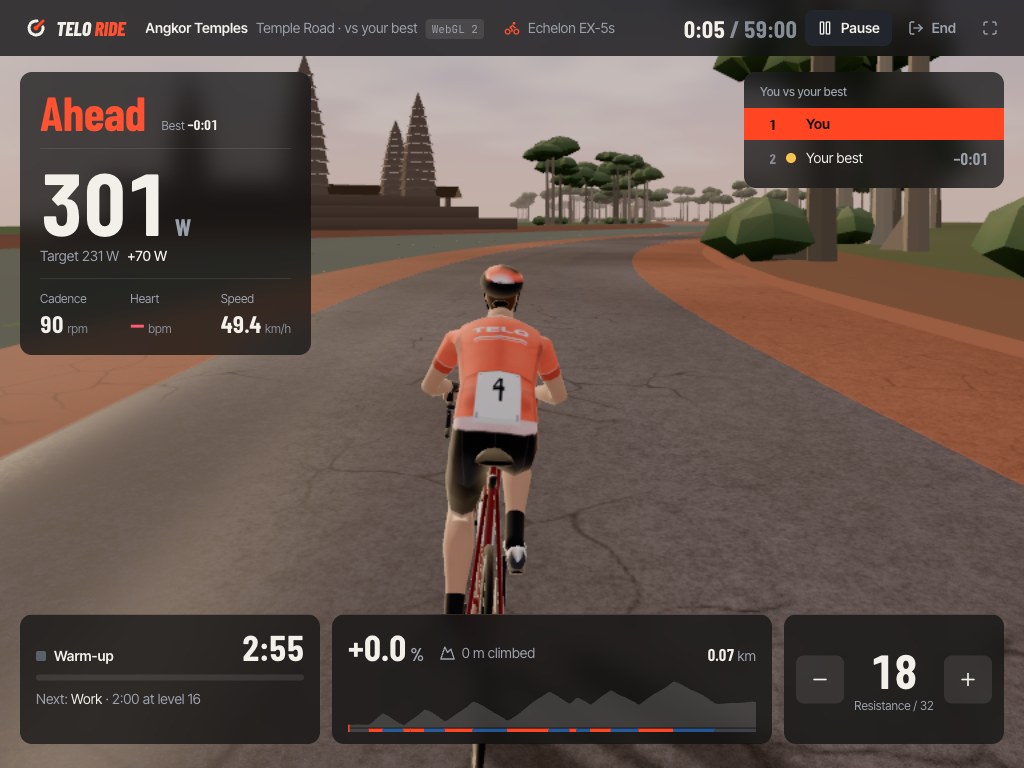 TELO RIDE Angkor Temples Temple Road · vs your best WebGL 2 Echelon EX-5s 0:05 / 59:00 Pause End
Ahead Best −0:01
301 W
Target 231 W +70 W
Cadence Heart Speed
90 rpm — bpm 49.4 km/h
You vs your best
1 You
2 Your best −0:01
TELO
4
Warm-up 2:55
Next: Work · 2:00 at level 16
+0.0 % 0 m climbed 0.07 km
− 18 +
Resistance / 32